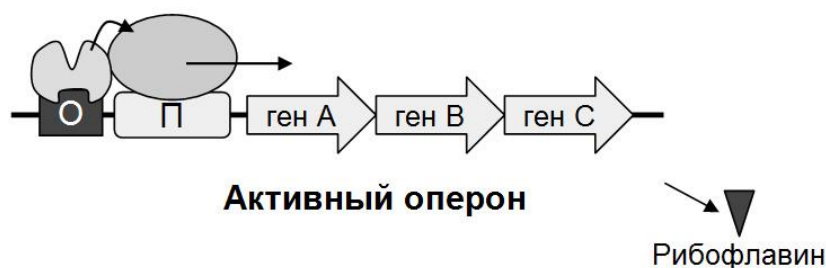 О
П
ген А
ген В
ген С
Активный оперон
Рибофлавин